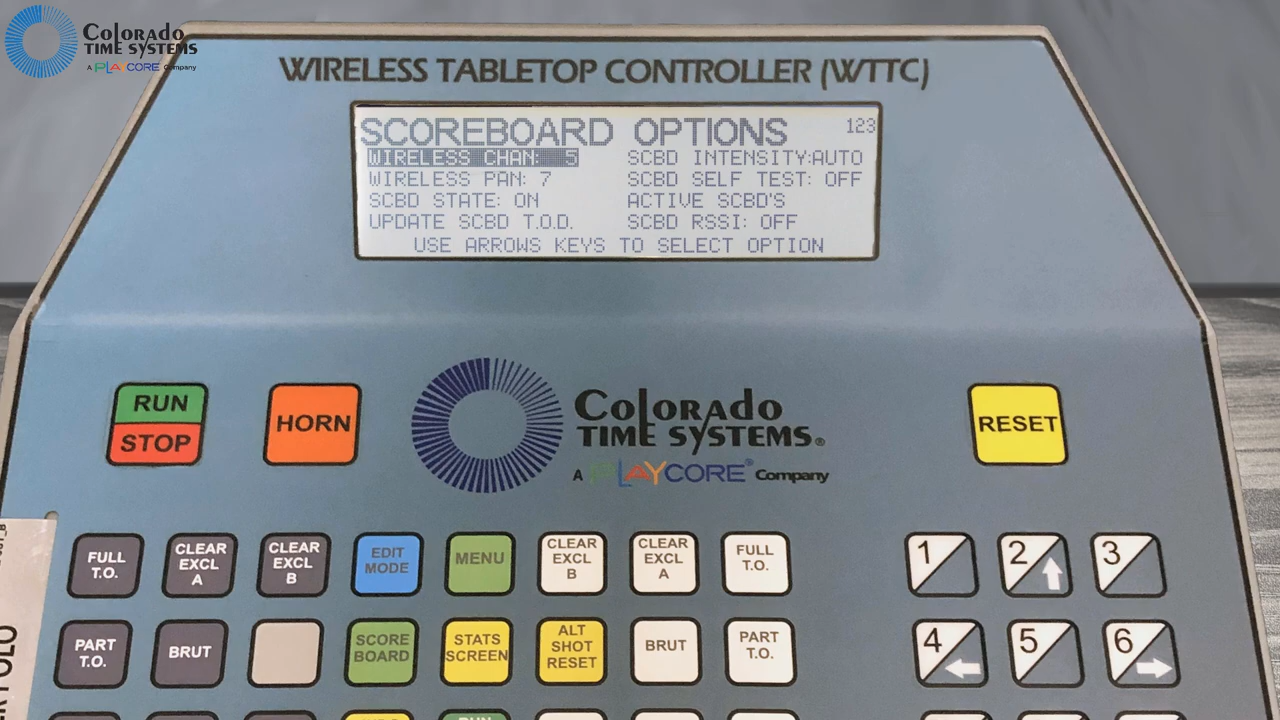 Colorado
TIME SYSTEMS
A PLAYCORE Company
WIRELESS TABLETOP CONTROLLER (WTTC)
SCOREBOARD OPTIONS 123
WIRELESS CHAN: 5 SCBD INTENSITY:AUTO
WIRELESS PAN: 7 SCBD SELF TEST: OFF
SCBD STATE: ON ACTIVE SCBD'S
UPDATE SCBD T.O.D. SCBD RSSI: OFF
USE ARROWS KEYS TO SELECT OPTION
RUN
STOP
HORN
Colorado
TIME SYSTEMS®
A PLAYCORE® Company
RESET
FULL
T.O.
CLEAR
EXCL
A
CLEAR
EXCL
B
EDIT
MODE
MENU
CLEAR
EXCL
B
CLEAR
EXCL
A
FULL
T.O.
1
2
3
PART
T.O.
BRUT
SCORE
BOARD
STATS
SCREEN
ALT
SHOT
RESET
BRUT
PART
T.O.
4
5
6